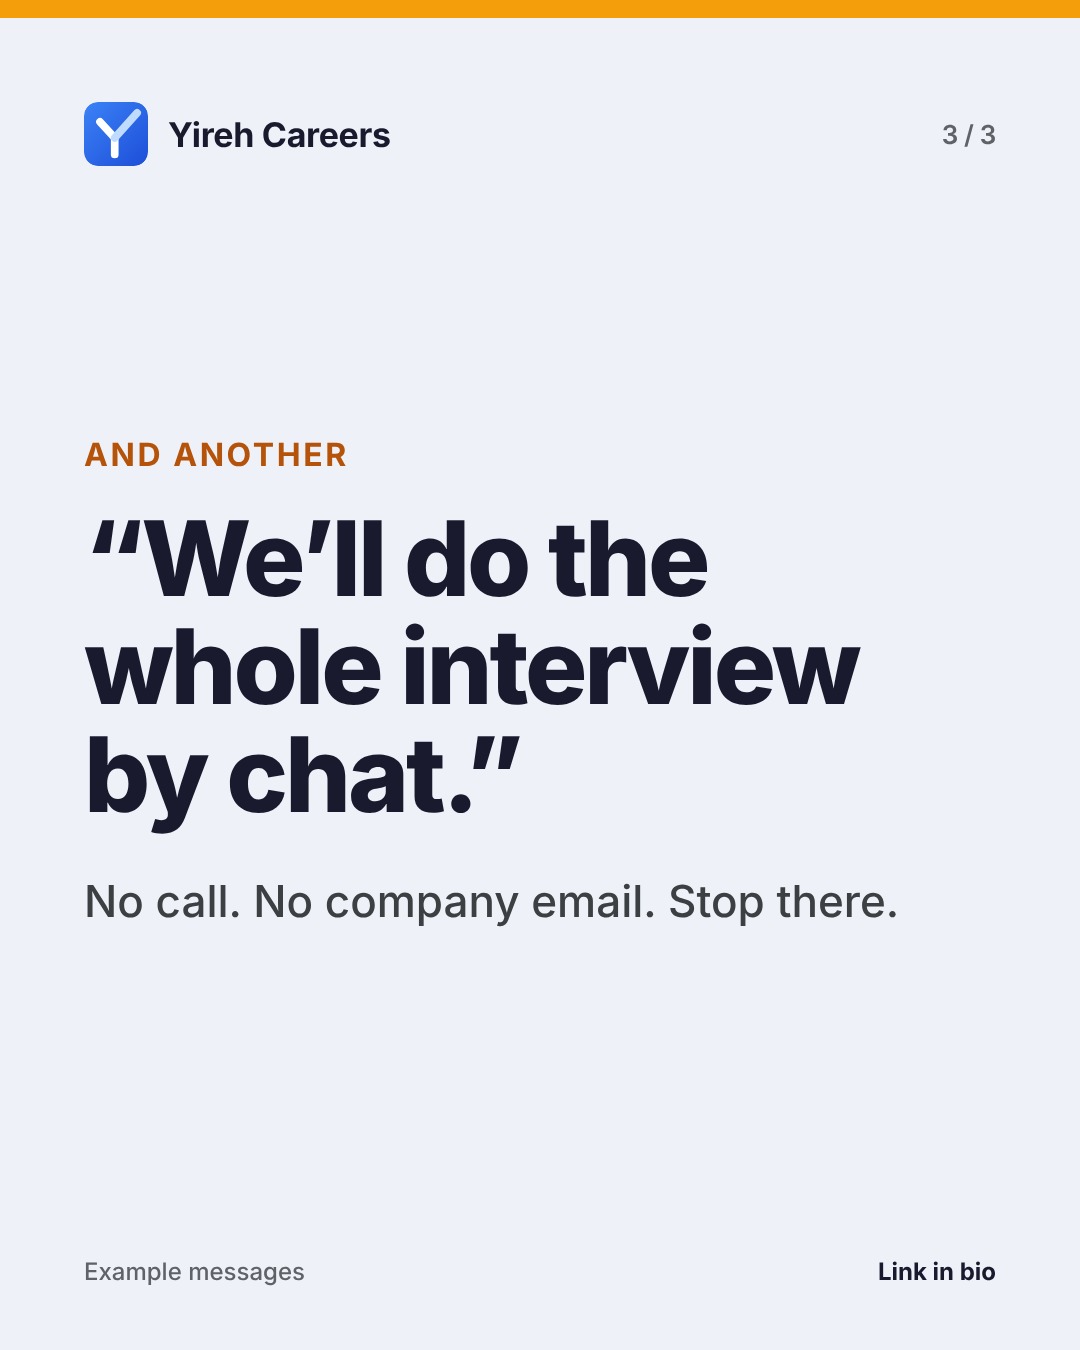 Yireh Careers
3 / 3
AND ANOTHER
“We’ll do the
whole interview
by chat.”
No call. No company email. Stop there.
Example messages
Link in bio